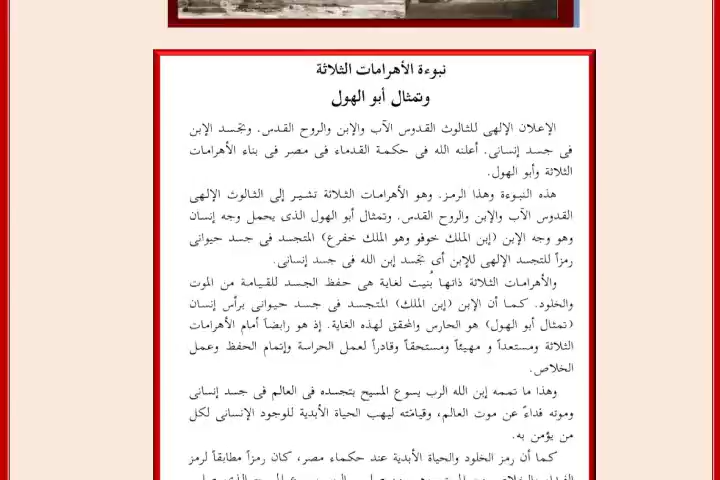 نبوءة الأهرامات الثلاثة
وتمثال أبو الهول
الإعلان الإلهى للثالوث القدوس الآب والإبن والروح القدس. وتجسد الإبن
فى جسد إنسانى. أعلنه الله فى حكمة القدماء فى مصر فى بناء الأهرامات
الثلاثة وأبو الهول.
هذه النبوءة وهذا الرمز. وهو الأهرامات الثلاثة تشير إلى الثالوث الإلهى
القدوس الآب والإبن والروح القدس. وتمثال أبو الهول الذى يحمل وجه إنسان
وهو وجه الإبن (إبن الملك خوفو وهو الملك خفرع) المتجسد فى جسد حيوانى
رمزاً للتجسد الإلهى للإبن أى تجسد إبن الله فى جسد إنسانى.
والأهرامات الثلاثة ذاتها بُنيت لغاية هى حفظ الجسد للقيامة من الموت
والخلود. كما أن الإبن (إبن الملك) المتجسد فى جسد حيوانى برأس إنسان
(تمثال أبو الهول) هو الحارس والمحقق لهذه الغاية. إذ هو رابضاً أمام الأهرامات
الثلاثة ومستعداً و مهيئاً ومستحقاً وقادراً لعمل الحراسة وإتمام الحفظ وعمل
الخلاص.
وهذا ما تممه إبن الله الرب يسوع المسيح بتجسده فى العالم فى جسد إنسانى
وموته فداءً عن موت العالم، وقيامته ليهب الحياة الأبدية للوجود الإنسانى لكل
من يؤمن به.
كما أن رمز الخلود والحياة الأبدية عند حكماء مصر، كان رمزاً مطابقاً لرمز